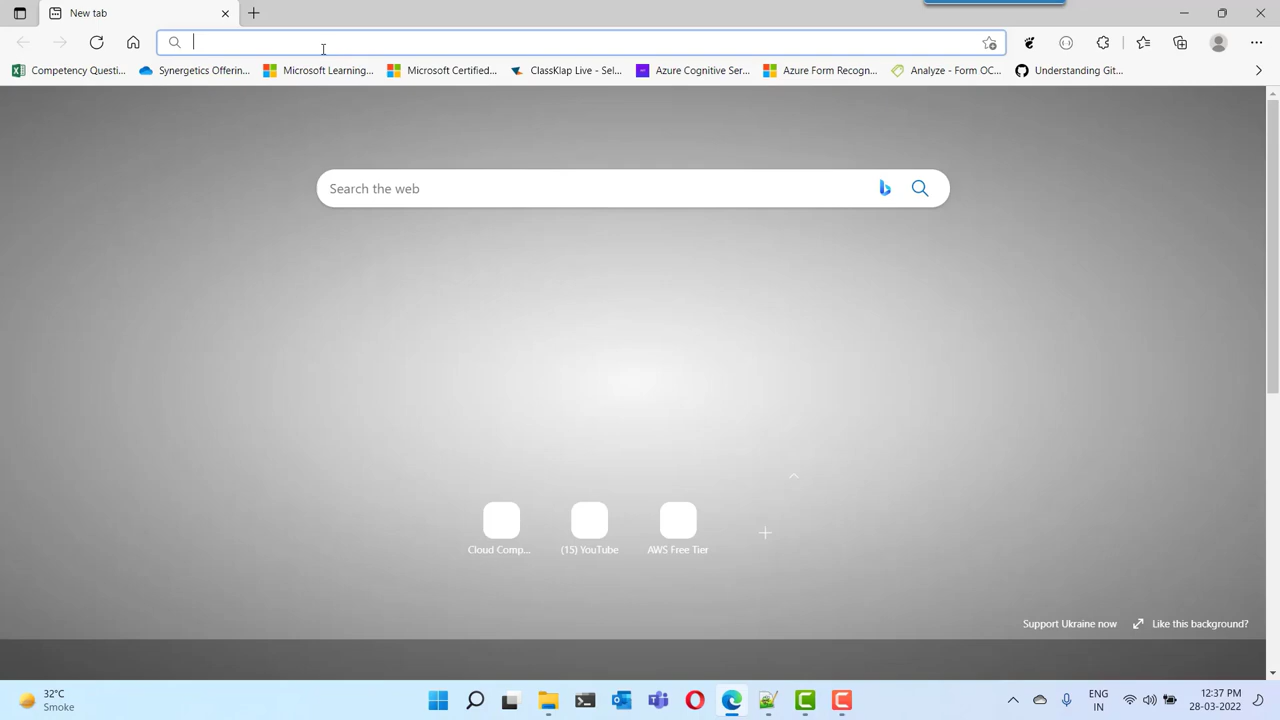 New tab
Competency Questi...
Synergetics Offerin...
Microsoft Learning...
Microsoft Certified...
ClassKlap Live - Sel...
Azure Cognitive Ser...
Azure Form Recogn...
Analyze - Form OC...
Understanding Git...
Search the web
Cloud Comp...
(15) YouTube
AWS Free Tier
Support Ukraine now
Like this background?
32°C
Smoke
ENG
IN
12:37 PM
28-03-2022